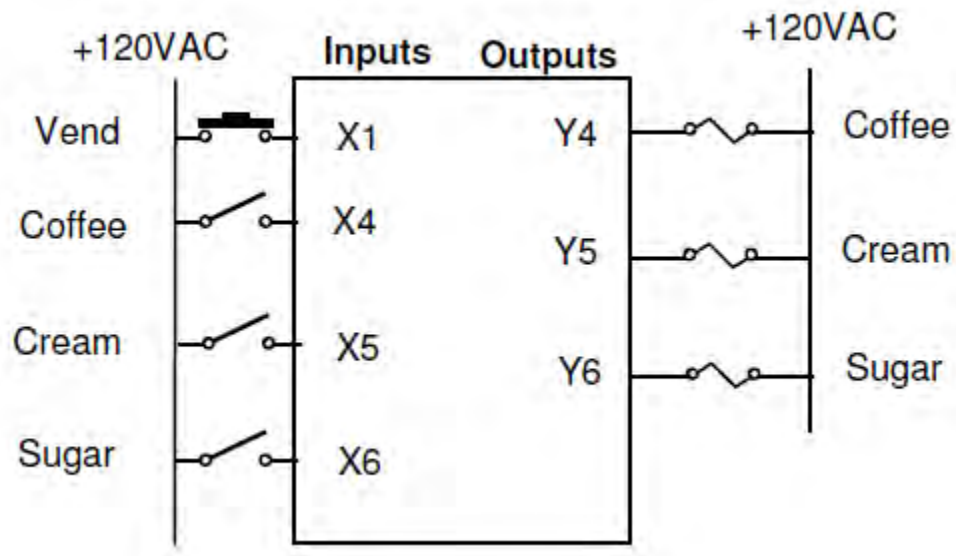 +120VAC
Inputs Outputs
+120VAC
Vend X1 Y4 Coffee
Coffee X4
Y5 Cream
Cream X5
Y6 Sugar
Sugar X6